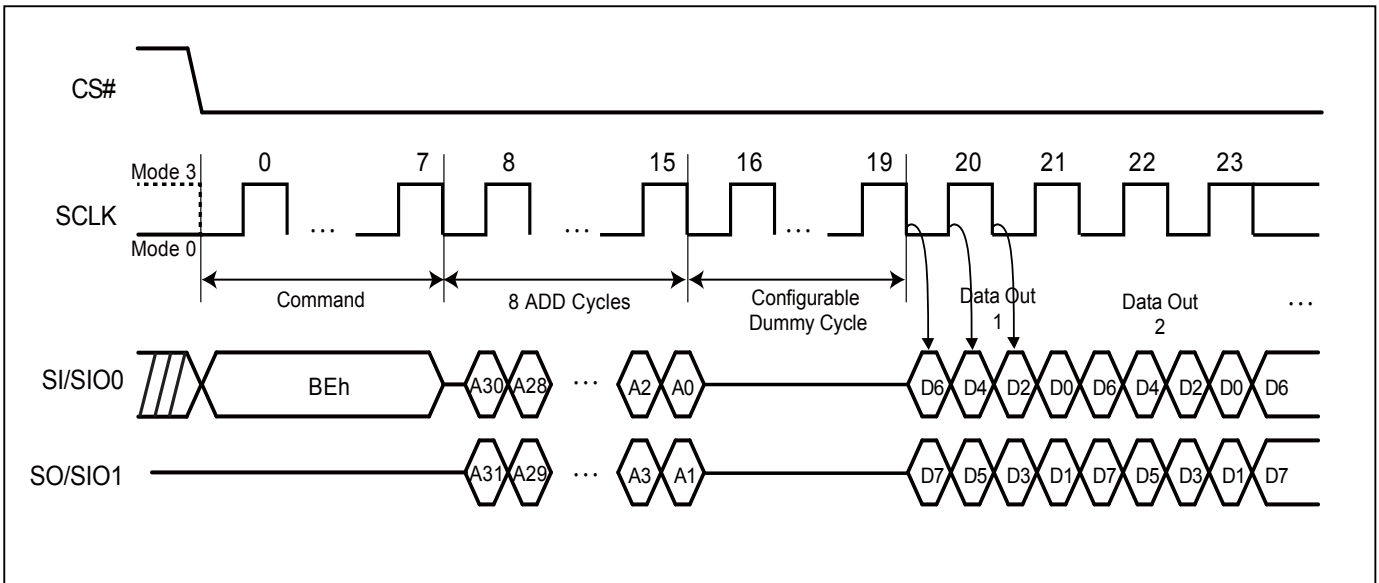 CS#
Mode 3
0 7 8 15 16 19 20 21 22 23
SCLK
... ... ...
Mode 0
Command
8 ADD Cycles
Configurable
Dummy Cycle
Data Out
1
Data Out
2
...
SI/SIO0
BEh
A30 A28 ... A2 A0
D6 D4 D2 D0 D6 D4 D2 D0 D6
SO/SIO1
A31 A29 ... A3 A1
D7 D5 D3 D1 D7 D5 D3 D1 D7